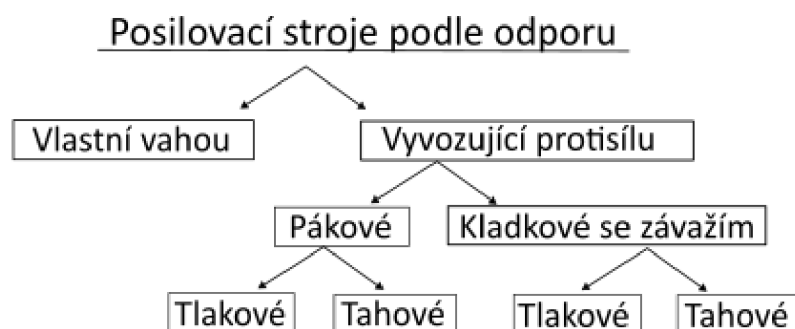 Posilovací stroje podle odporu
Vlastní vahou
Vyvozující protisílu
Pákové
Kladkové se závažím
Tlakové
Tahové
Tlakové
Tahové